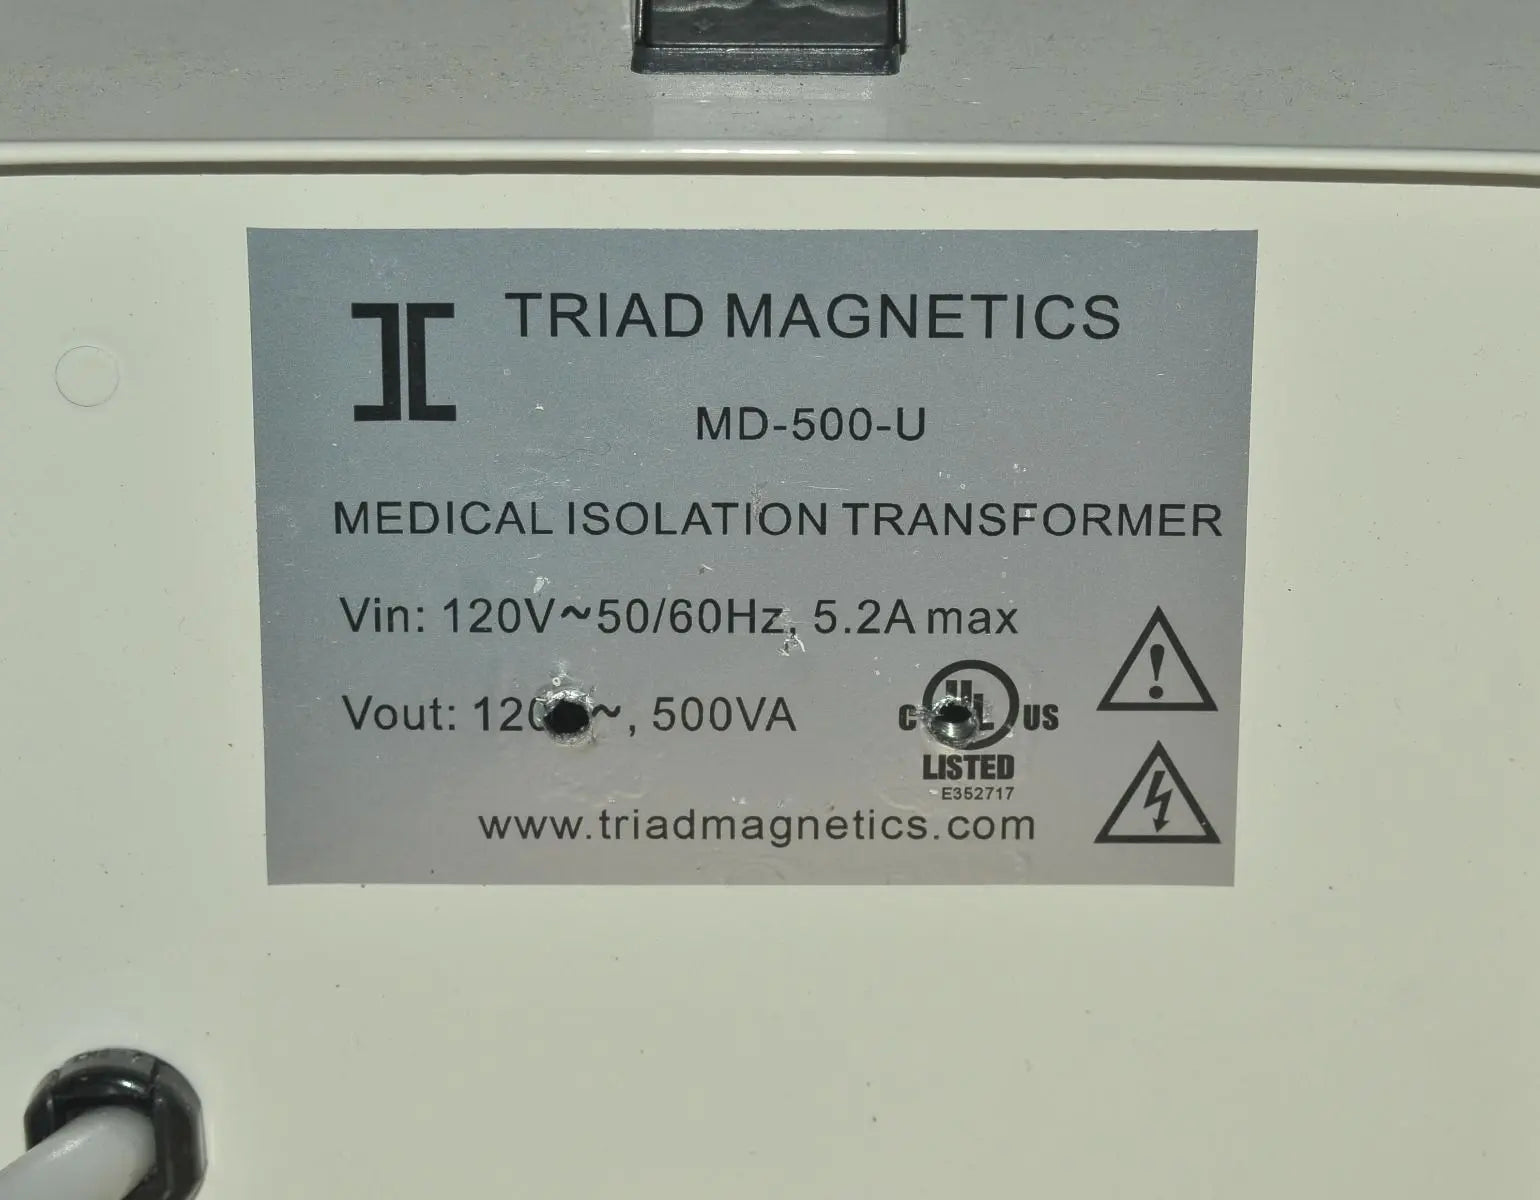 TRIAD MAGNETICS
MD-500-U
MEDICAL ISOLATION TRANSFORMER
Vin: 120V~50/60Hz, 5.2A max
Vout: ~, 500VA
C UL US
LISTED
E352717
www.triadmagnetics.com